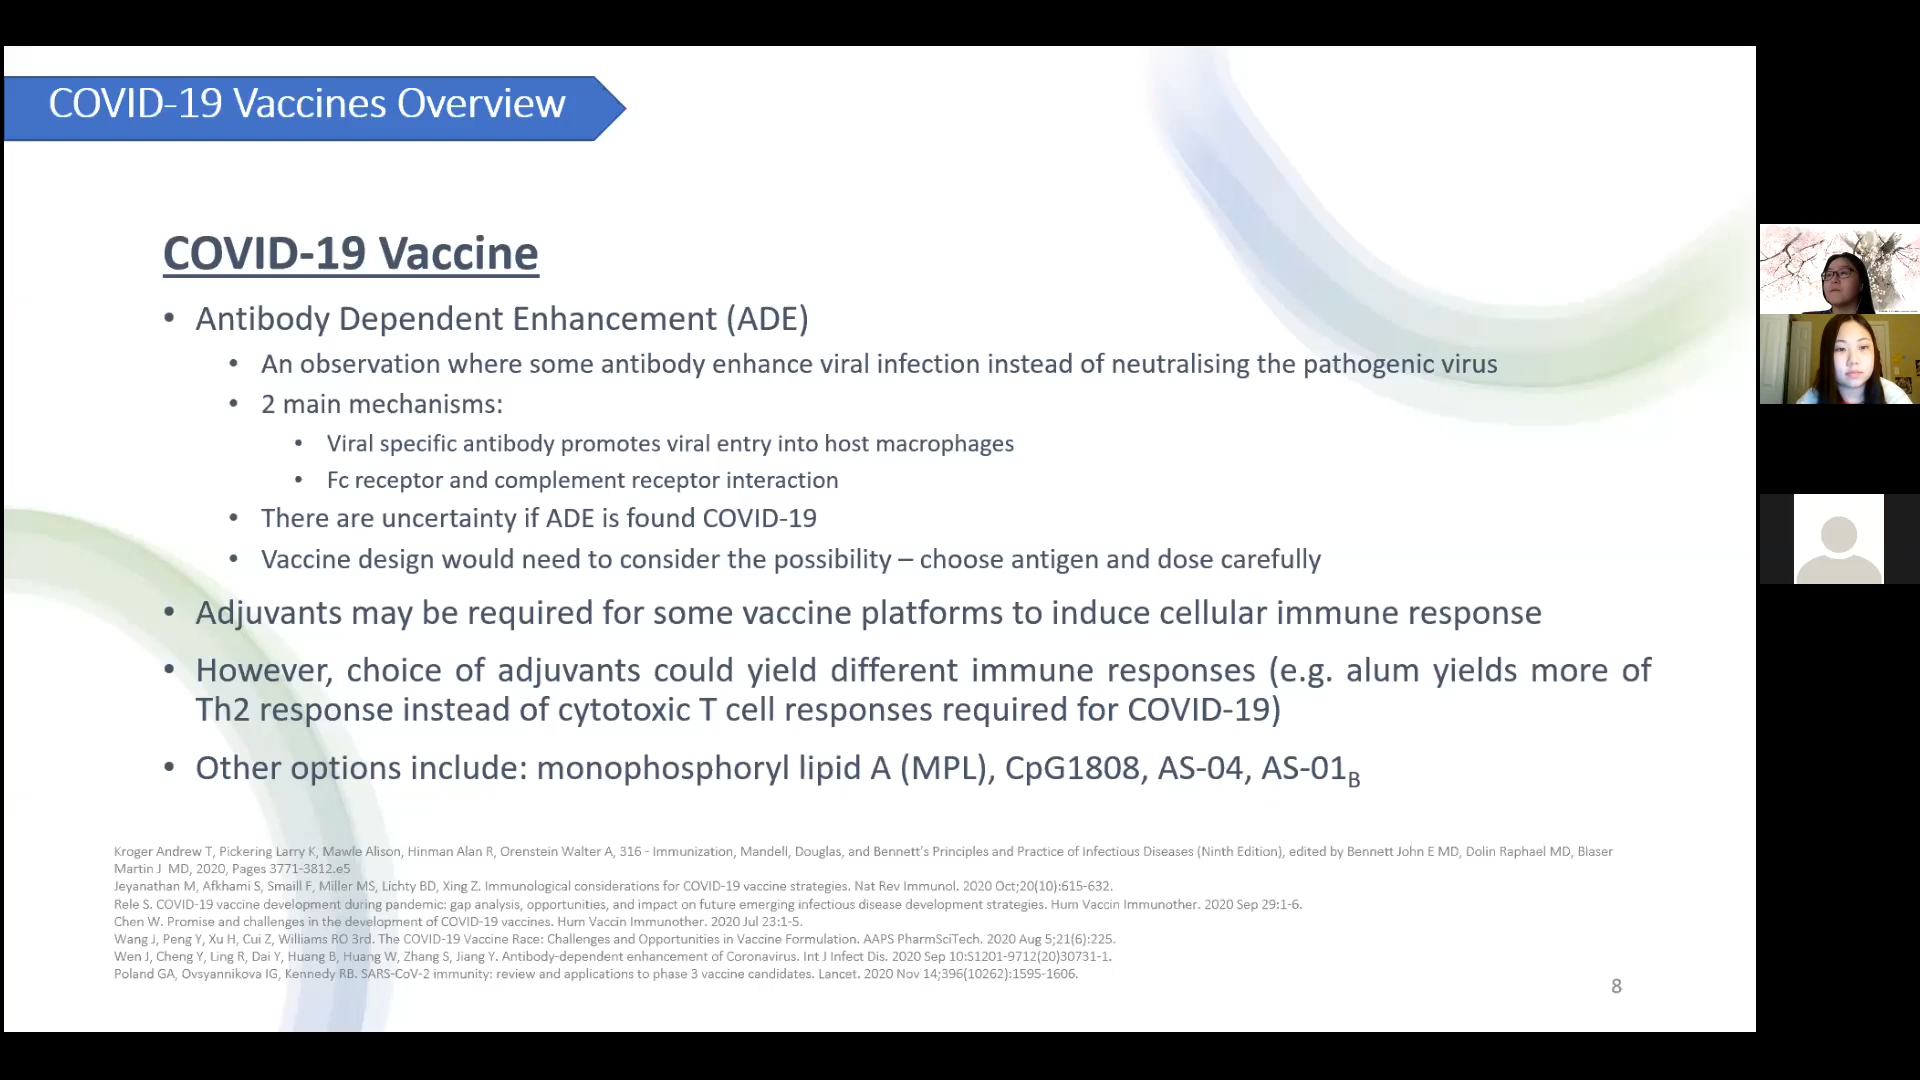 COVID-19 Vaccines Overview
COVID-19 Vaccine
• Antibody Dependent Enhancement (ADE)
• An observation where some antibody enhance viral infection instead of neutralising the pathogenic virus
• 2 main mechanisms:
• Viral specific antibody promotes viral entry into host macrophages
• Fc receptor and complement receptor interaction
• There are uncertainty if ADE is found COVID-19
• Vaccine design would need to consider the possibility – choose antigen and dose carefully
• Adjuvants may be required for some vaccine platforms to induce cellular immune response
• However, choice of adjuvants could yield different immune responses (e.g. alum yields more of
Th2 response instead of cytotoxic T cell responses required for COVID-19)
• Other options include: monophosphoryl lipid A (MPL), CpG1808, AS-04, AS-01B
Kroger Andrew T, Pickering Larry K, Mawle Alison, Hinman Alan R, Orenstein Walter A, 316 - Immunization, Mandell, Douglas, and Bennett's Principles and Practice of Infectious Diseases (Ninth Edition), edited by Bennett John E MD, Dolin Raphael MD, Blaser
Martin J MD, 2020, Pages 3771-3812.e5
Jeyanathan M, Afkhami S, Smaill F, Miller MS, Lichty BD, Xing Z. Immunological considerations for COVID-19 vaccine strategies. Nat Rev Immunol. 2020 Oct;20(10):615-632.
Rele S. COVID-19 vaccine development during pandemic: gap analysis, opportunities, and impact on future emerging infectious disease development strategies. Hum Vaccin Immunother. 2020 Sep 29:1-6.
Chen W. Promise and challenges in the development of COVID-19 vaccines. Hum Vaccin Immunother. 2020 Jul 23:1-5.
Wang J, Peng Y, Xu H, Cui Z, Williams RO 3rd. The COVID-19 Vaccine Race: Challenges and Opportunities in Vaccine Formulation. AAPS PharmSciTech. 2020 Aug 5;21(6):225.
Wen J, Cheng Y, Ling R, Dai Y, Huang B, Huang W, Zhang S, Jiang Y. Antibody-dependent enhancement of Coronavirus. Int J Infect Dis. 2020 Sep 10:S1201-9712(20)30731-1.
Poland GA, Ovsyannikova IG, Kennedy RB. SARS-CoV-2 immunity: review and applications to phase 3 vaccine candidates. Lancet. 2020 Nov 14;396(10262):1595-1606.
8